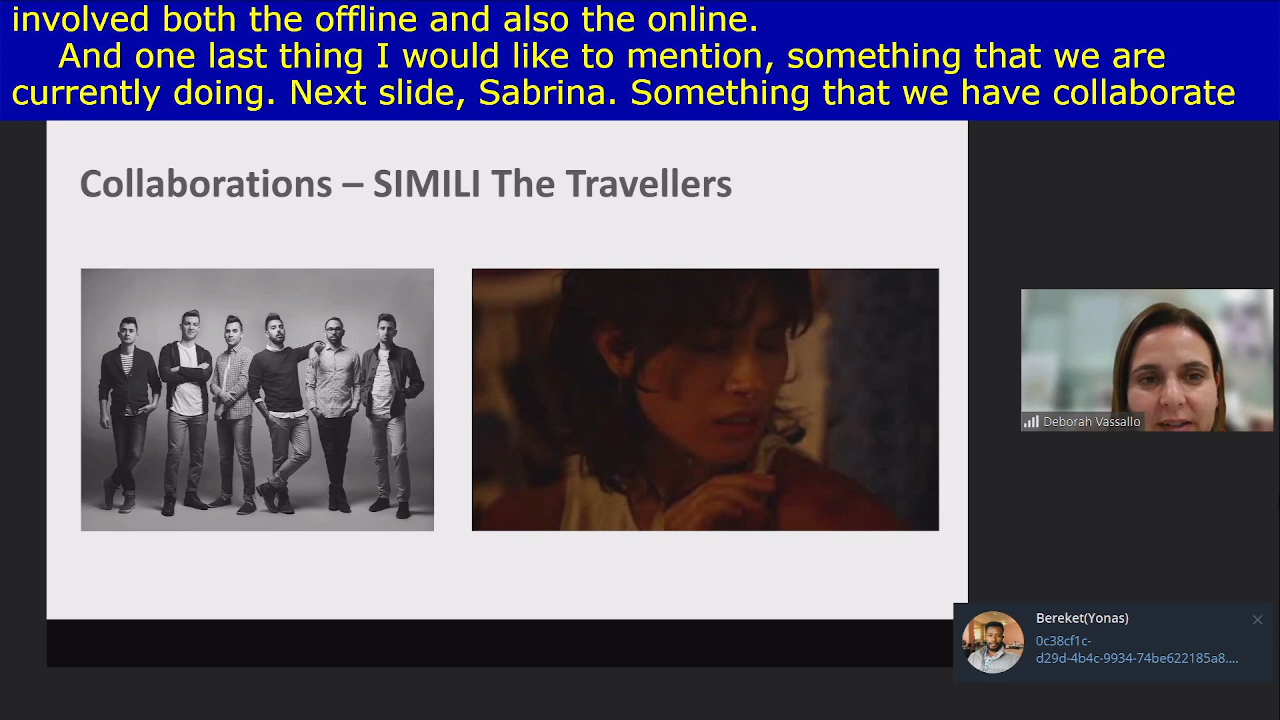 involved both the offline and also the online.
And one last thing I would like to mention, something that we are
currently doing. Next slide, Sabrina. Something that we have collaborate
Collaborations – SIMILI The Travellers
Deborah Vassallo
Bereket(Yonas)
0c38cf1c-
d29d-4b4c-9934-74be622185a8....